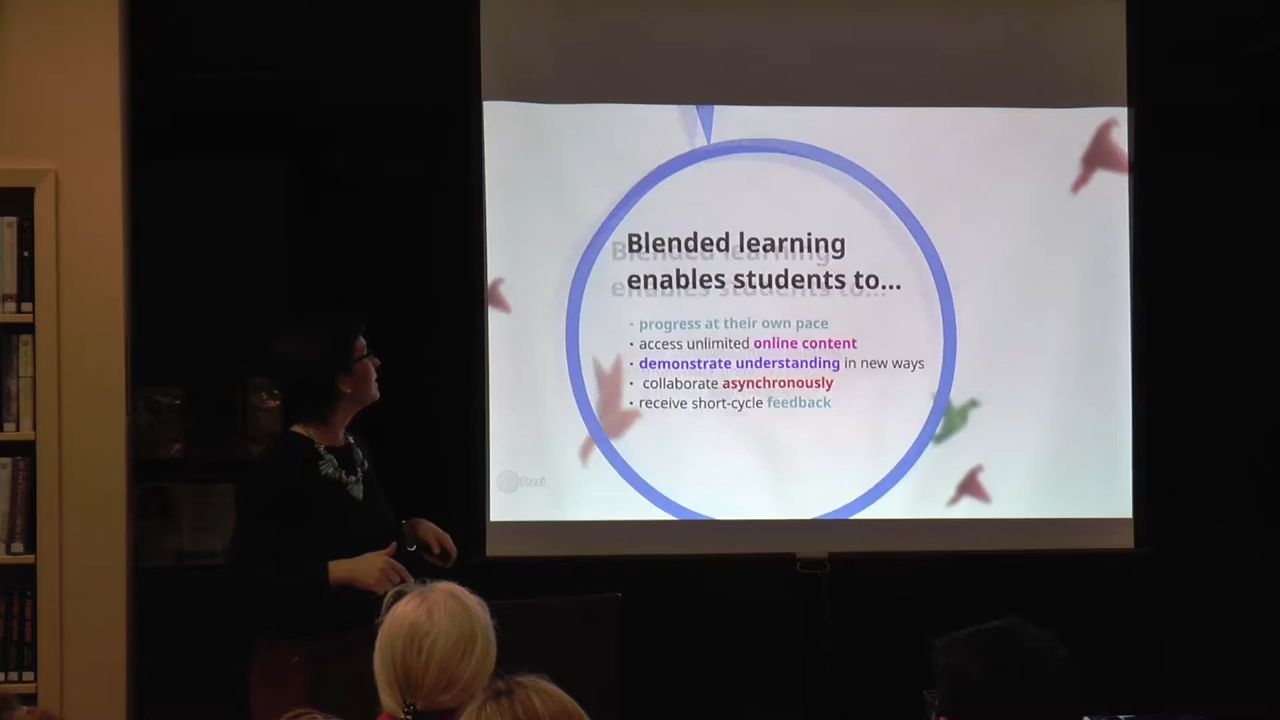 Blended learning
enables students to...
· progress at their own pace
· access unlimited online content
· demonstrate understanding in new ways
· collaborate asynchronously
· receive short-cycle feedback